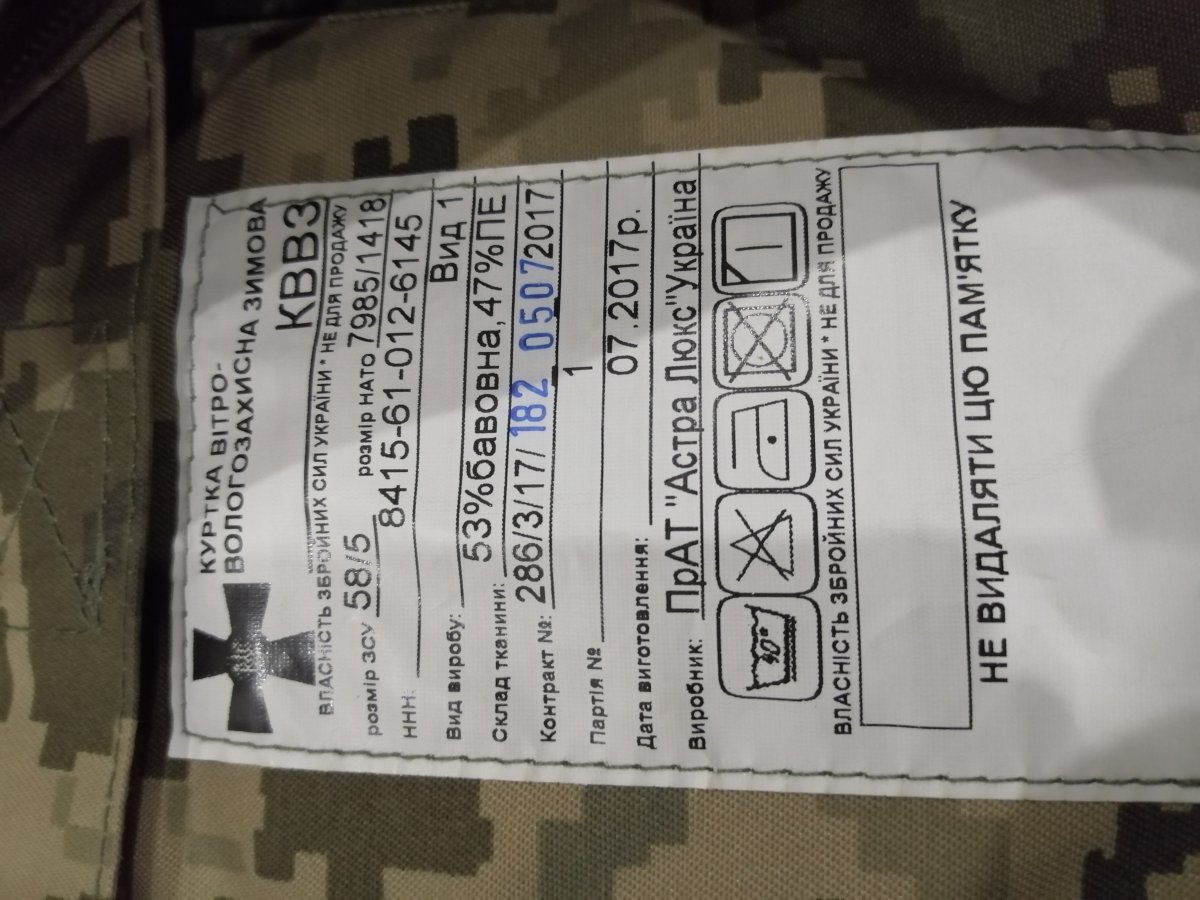 КУРТКА ВІТРО-
ВОЛОГОЗАХИСНА ЗИМОВА
КВВЗ
ВЛАСНІСТЬ ЗБРОЙНИХ СИЛ УКРАЇНИ * НЕ ДЛЯ ПРОДАЖУ
розмір ЗСУ 58/5 розмір НАТО 7985/1418
ННН: 8415-61-012-6145
Вид виробу: Вид 1
Склад тканини: 53%бавовна,47%ПЕ
Контракт №: 286/3/17/ 182 0507 2017
Партія № 1
Дата виготовлення: 07.2017р.
Виробник: ПрАТ "Астра Люкс"Україна
40°
ВЛАСНІСТЬ ЗБРОЙНИХ СИЛ УКРАЇНИ * НЕ ДЛЯ ПРОДАЖУ
НЕ ВИДАЛЯТИ ЦЮ ПАМ'ЯТКУ